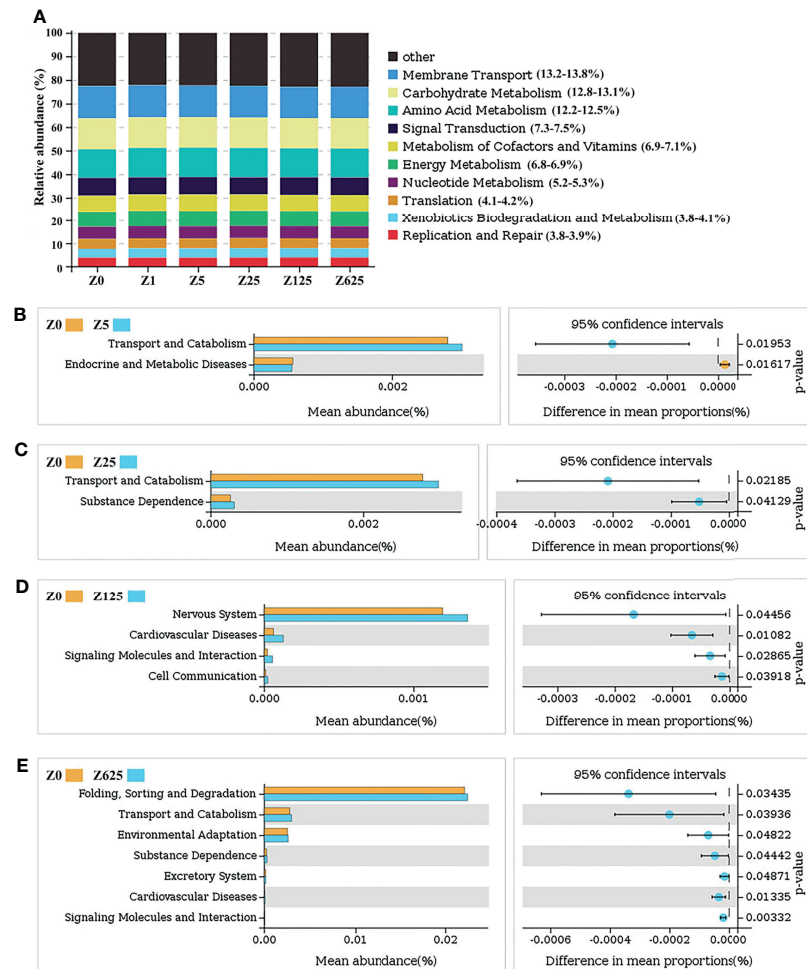 A
Relative abundance (%)
100
90
80
70
60
50
40
30
20
10
0
Z0 Z1 Z5 Z25 Z125 Z625
other
Membrane Transport (13.2-13.8%)
Carbohydrate Metabolism (12.8-13.1%)
Amino Acid Metabolism (12.2-12.5%)
Signal Transduction (7.3-7.5%)
Metabolism of Cofactors and Vitamins (6.9-7.1%)
Energy Metabolism (6.8-6.9%)
Nucleotide Metabolism (5.2-5.3%)
Translation (4.1-4.2%)
Xenobiotics Biodegradation and Metabolism (3.8-4.1%)
Replication and Repair (3.8-3.9%)
B
Z0 Z5
Transport and Catabolism
Endocrine and Metabolic Diseases
0.000 0.002
Mean abundance(%)
95% confidence intervals
0.01953
0.01617
p-value
-0.0003 -0.0002 -0.0001 0.0000
Difference in mean proportions(%)
C
Z0 Z25
Transport and Catabolism
Substance Dependence
0.000 0.002
Mean abundance(%)
95% confidence intervals
0.02185
0.04129
p-value
-0.0004 -0.0003 -0.0002 -0.0001 0.0000
Difference in mean proportions(%)
D
Z0 Z125
Nervous System
Cardiovascular Diseases
Signaling Molecules and Interaction
Cell Communication
0.000 0.001
Mean abundance(%)
95% confidence intervals
0.04456
0.01082
0.02865
0.03918
p-value
-0.0003 -0.0002 -0.0001 0.0000
Difference in mean proportions(%)
E
Z0 Z625
Folding, Sorting and Degradation
Transport and Catabolism
Environmental Adaptation
Substance Dependence
Excretory System
Cardiovascular Diseases
Signaling Molecules and Interaction
0.00 0.01 0.02
Mean abundance(%)
95% confidence intervals
0.03435
0.03936
0.04822
0.04442
0.04871
0.01335
0.00332
p-value
-0.0006 -0.0004 -0.0002 0.0000
Difference in mean proportions(%)